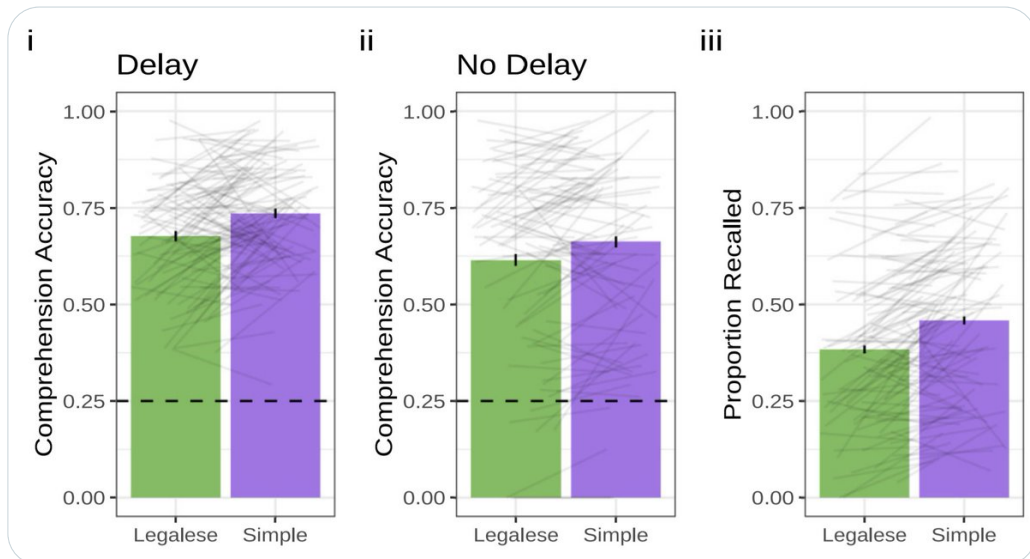 i
Delay
Comprehension Accuracy
1.00
0.75
0.50
0.25
0.00
Legalese Simple
ii
No Delay
Comprehension Accuracy
1.00
0.75
0.50
0.25
0.00
Legalese Simple
iii
Proportion Recalled
1.00
0.75
0.50
0.25
0.00
Legalese Simple